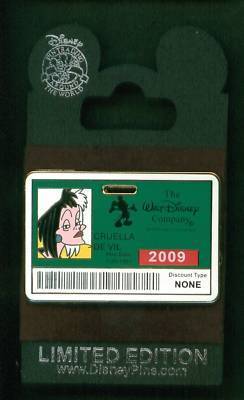 Disney
PIN TRADING
AROUND
THE WORLD
The
WALT DISNEY
Company
CRUELLA
DE VIL
2009
Discount Type
NONE
LIMITED EDITION
www.DisneyPins.com